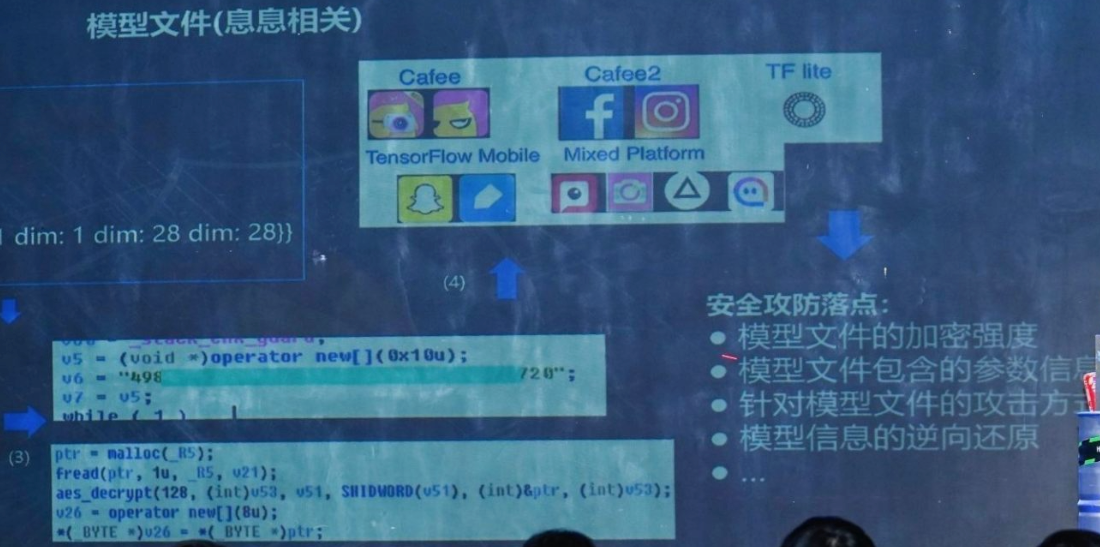 模型文件(息息相关)
Cafee
Cafee2
TF lite
TensorFlow Mobile
Mixed Platform
dim: 1 dim: 28 dim: 28}}
(4)
v5 = (void *)operator new[](0x10u);
v6 = "498
720";
v7 = v5;
while ( 1 )
(3)
ptr = malloc(_R5);
fread(ptr, 1u, _R5, v21);
aes_decrypt(128, (int)v53, v51, SHIDWORD(v51), (int)&ptr, (int)v53);
v26 = operator new[](8u);
*(_BYTE *)v26 = *(_BYTE *)ptr;
安全攻防落点:
● 模型文件的加密强度
● 模型文件包含的参数信息
● 针对模型文件的攻击方
● 模型信息的逆向还原
● ...